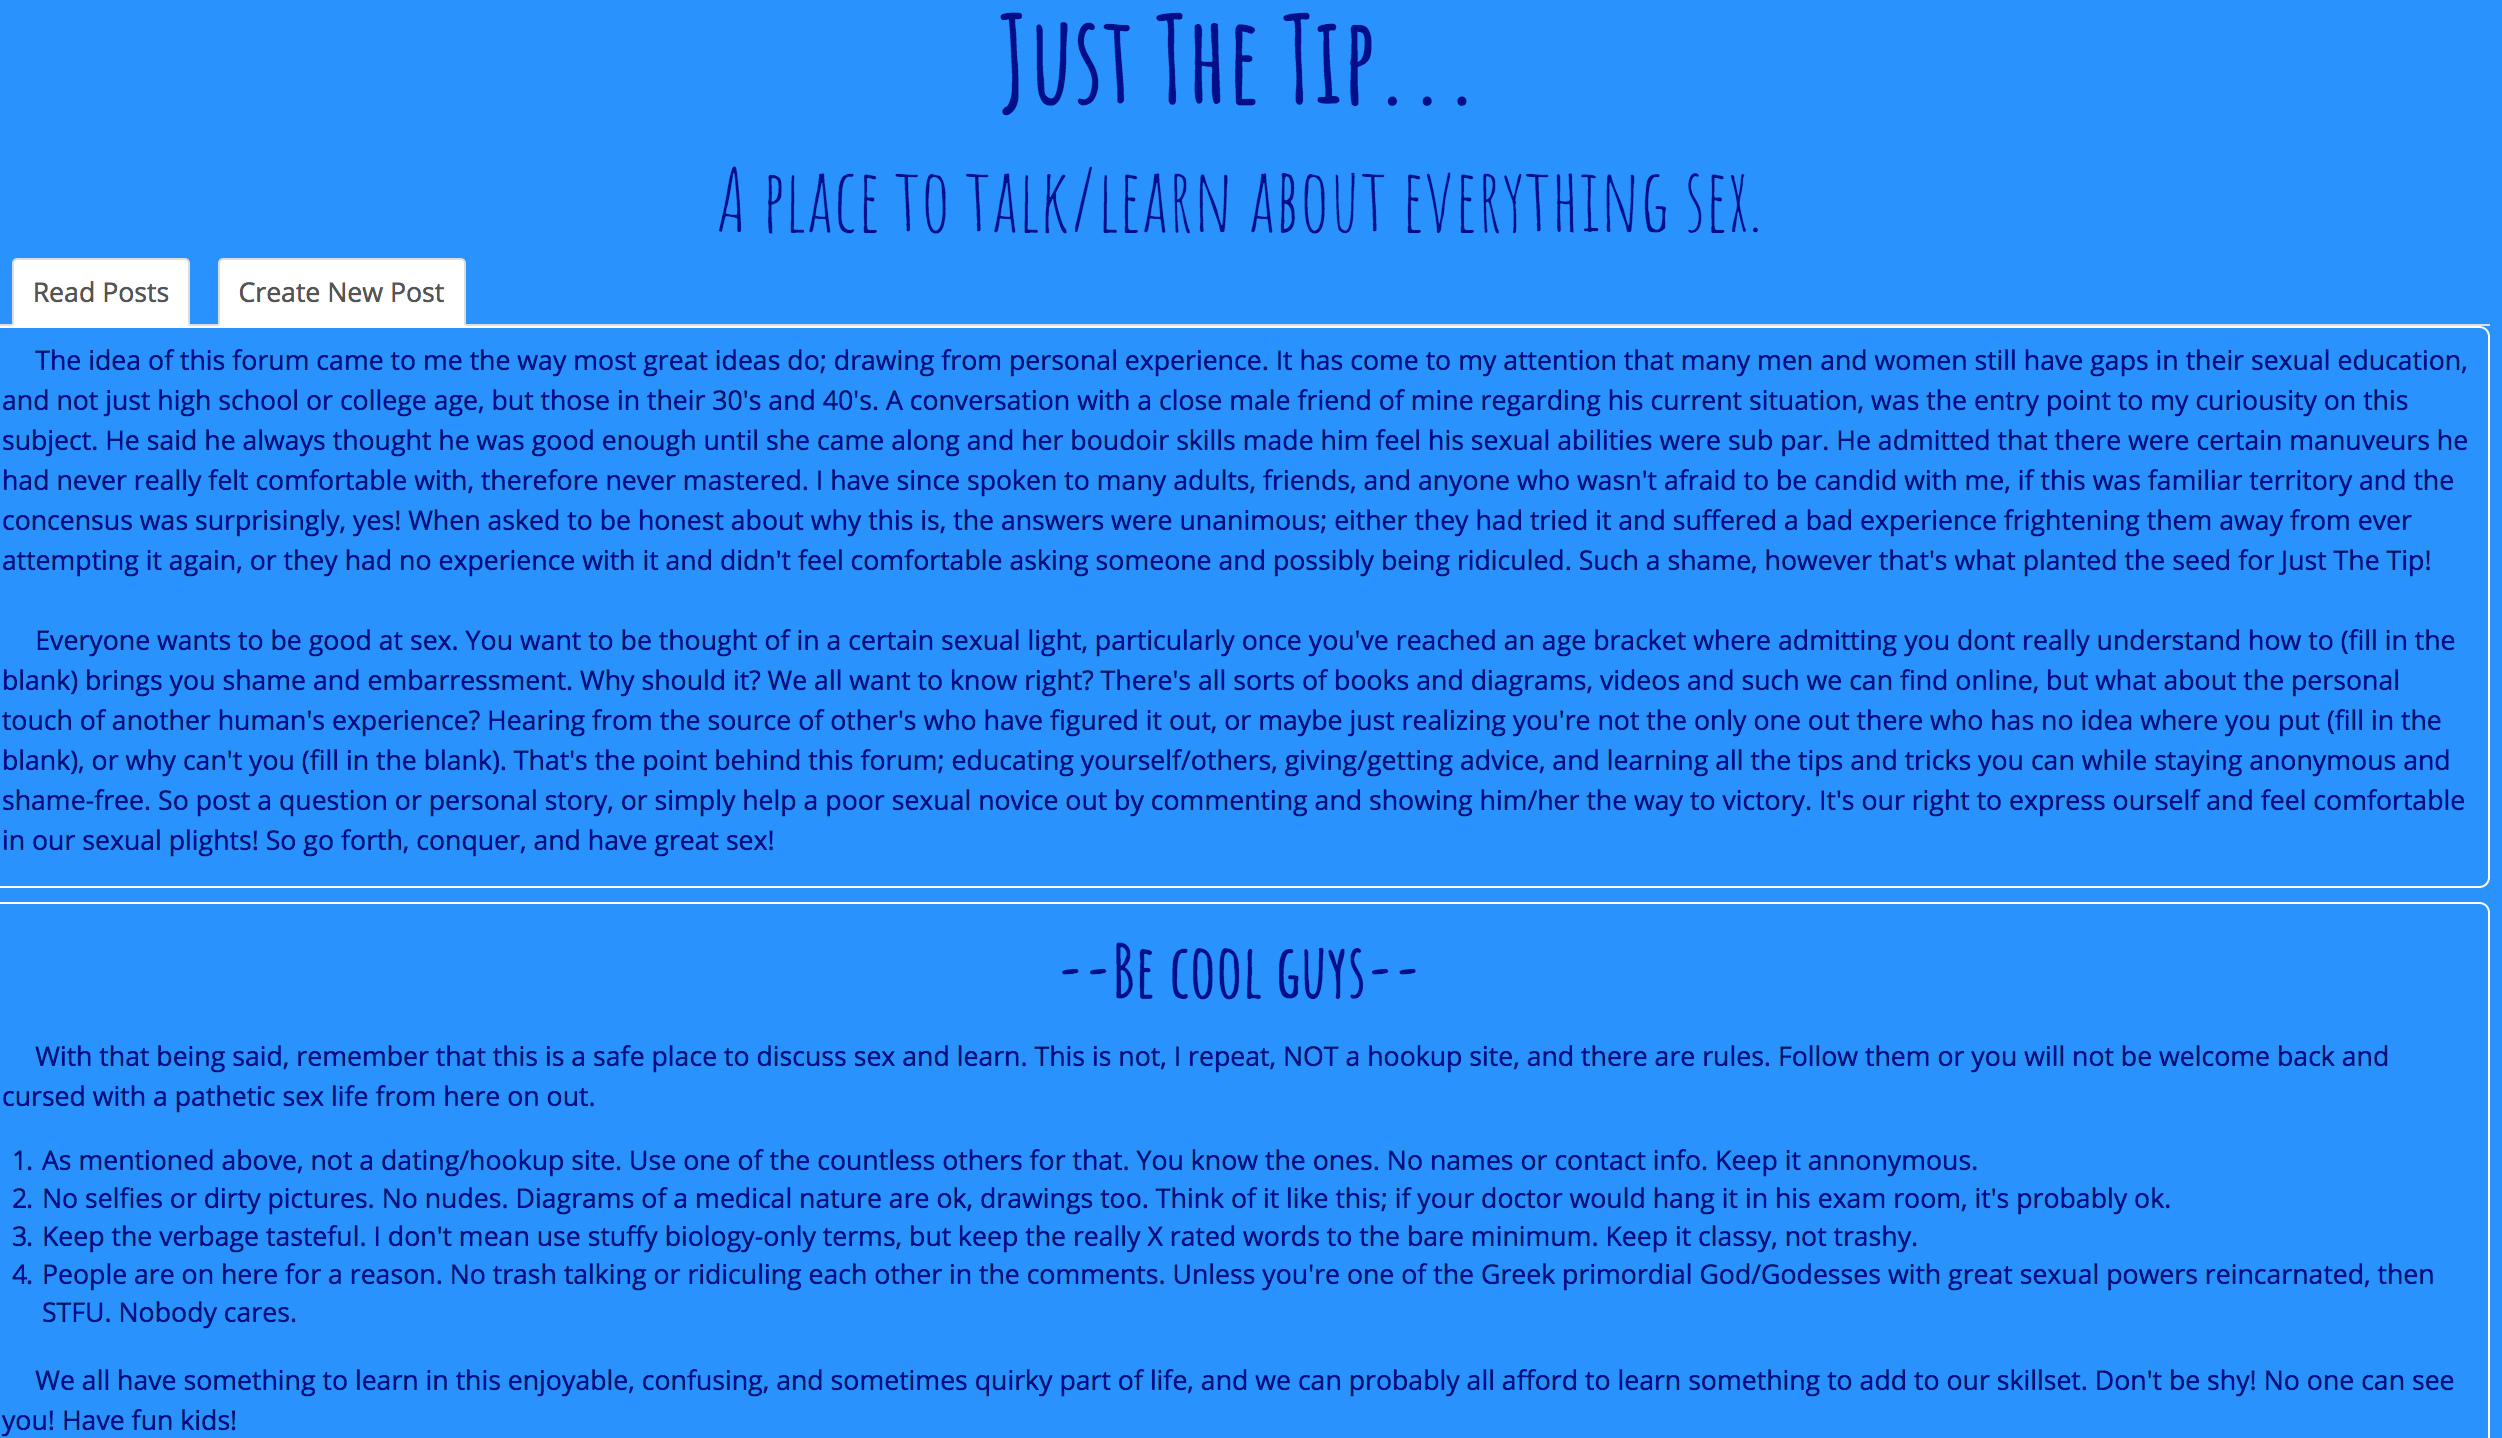 Just The Tip...
A place to talk/learn about everything sex.
Read Posts
Create New Post
The idea of this forum came to me the way most great ideas do; drawing from personal experience. It has come to my attention that many men and women still have gaps in their sexual education,
and not just high school or college age, but those in their 30's and 40's. A conversation with a close male friend of mine regarding his current situation, was the entry point to my curiousity on this
subject. He said he always thought he was good enough until she came along and her boudoir skills made him feel his sexual abilities were sub par. He admitted that there were certain manuveurs he
had never really felt comfortable with, therefore never mastered. I have since spoken to many adults, friends, and anyone who wasn't afraid to be candid with me, if this was familiar territory and the
concensus was surprisingly, yes! When asked to be honest about why this is, the answers were unanimous; either they had tried it and suffered a bad experience frightening them away from ever
attempting it again, or they had no experience with it and didn't feel comfortable asking someone and possibly being ridiculed. Such a shame, however that's what planted the seed for Just The Tip!
Everyone wants to be good at sex. You want to be thought of in a certain sexual light, particularly once you've reached an age bracket where admitting you dont really understand how to (fill in the
blank) brings you shame and embarressment. Why should it? We all want to know right? There's all sorts of books and diagrams, videos and such we can find online, but what about the personal
touch of another human's experience? Hearing from the source of other's who have figured it out, or maybe just realizing you're not the only one out there who has no idea where you put (fill in the
blank), or why can't you (fill in the blank). That's the point behind this forum; educating yourself/others, giving/getting advice, and learning all the tips and tricks you can while staying anonymous and
shame-free. So post a question or personal story, or simply help a poor sexual novice out by commenting and showing him/her the way to victory. It's our right to express ourself and feel comfortable
in our sexual plights! So go forth, conquer, and have great sex!
--Be cool guys--
With that being said, remember that this is a safe place to discuss sex and learn. This is not, I repeat, NOT a hookup site, and there are rules. Follow them or you will not be welcome back and
cursed with a pathetic sex life from here on out.
1. As mentioned above, not a dating/hookup site. Use one of the countless others for that. You know the ones. No names or contact info. Keep it annonymous.
2. No selfies or dirty pictures. No nudes. Diagrams of a medical nature are ok, drawings too. Think of it like this; if your doctor would hang it in his exam room, it's probably ok.
3. Keep the verbage tasteful. I don't mean use stuffy biology-only terms, but keep the really X rated words to the bare minimum. Keep it classy, not trashy.
4. People are on here for a reason. No trash talking or ridiculing each other in the comments. Unless you're one of the Greek primordial God/Godesses with great sexual powers reincarnated, then
STFU. Nobody cares.
We all have something to learn in this enjoyable, confusing, and sometimes quirky part of life, and we can probably all afford to learn something to add to our skillset. Don't be shy! No one can see
you! Have fun kids!